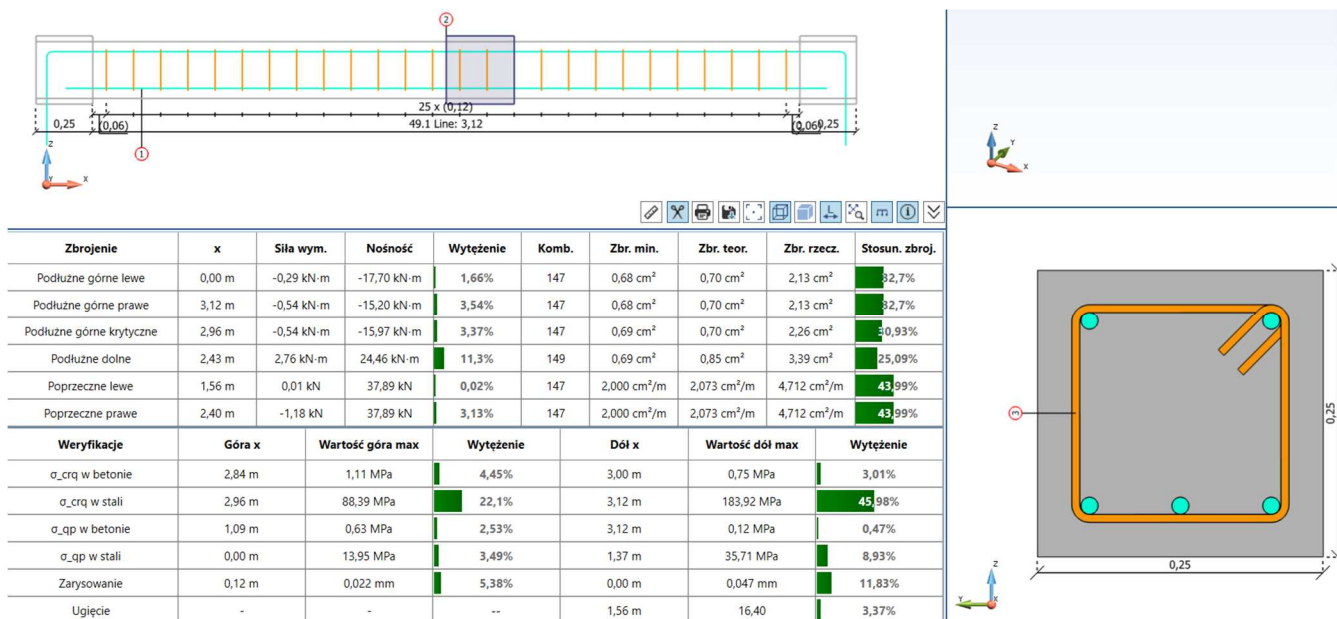 2
25 x (0,12)
0,25
(0,06)
49.1 Line: 3,12
(0,06)
0,25
1
Z
Y
X
Z
Y
X
L
Zbrojenie x Siła wym. Nośność Wytężenie Komb. Zbr. min. Zbr. teor. Zbr. rzecz. Stosun. zbroj.
Podłużne górne lewe 0,00 m -0,29 kN·m -17,70 kN·m 1,66% 147 0,68 cm² 0,70 cm² 2,13 cm² 32,7%
Podłużne górne prawe 3,12 m -0,54 kN·m -15,20 kN·m 3,54% 147 0,68 cm² 0,70 cm² 2,13 cm² 32,7%
Podłużne górne krytyczne 2,96 m -0,54 kN·m -15,97 kN·m 3,37% 147 0,69 cm² 0,70 cm² 2,26 cm² 30,93%
Podłużne dolne 2,43 m 2,76 kN·m 24,46 kN·m 11,3% 149 0,69 cm² 0,85 cm² 3,39 cm² 25,09%
Poprzeczne lewe 1,56 m 0,01 kN 37,89 kN 0,02% 147 2,000 cm²/m 2,073 cm²/m 4,712 cm²/m 43,99%
Poprzeczne prawe 2,40 m -1,18 kN 37,89 kN 3,13% 147 2,000 cm²/m 2,073 cm²/m 4,712 cm²/m 43,99%
Weryfikacje Góra x Wartość góra max Wytężenie Dół x Wartość dół max Wytężenie
σ_crq w betonie 2,84 m 1,11 MPa 4,45% 3,00 m 0,75 MPa 3,01%
σ_crq w stali 2,96 m 88,39 MPa 22,1% 3,12 m 183,92 MPa 45,98%
σ_qp w betonie 1,09 m 0,63 MPa 2,53% 3,12 m 0,12 MPa 0,47%
σ_qp w stali 0,00 m 13,95 MPa 3,49% 1,37 m 35,71 MPa 8,93%
Zarysowanie 0,12 m 0,022 mm 5,38% 0,00 m 0,047 mm 11,83%
Ugięcie - - -- 1,56 m 16,40 3,37%
3
0,25
0,25
Z
Y
X